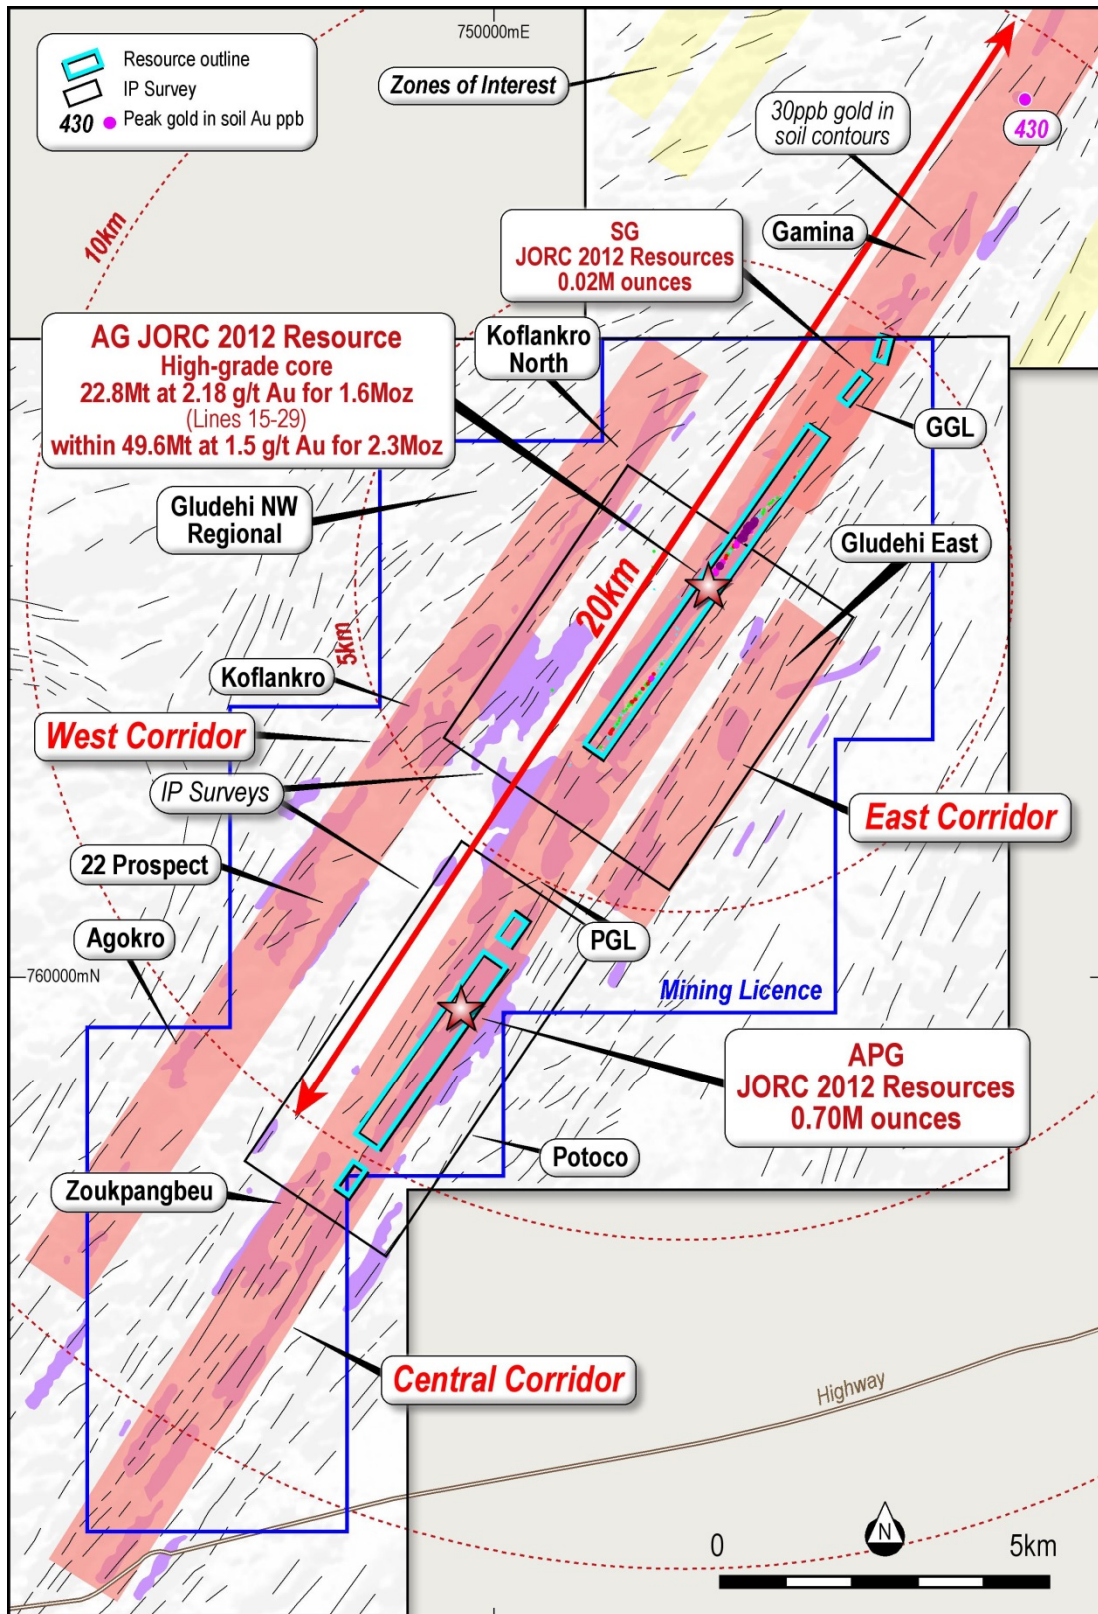 750000mE
Resource outline
IP Survey
430 Peak gold in soil Au ppb
Zones of Interest
30ppb gold in
soil contours
430
10km
SG
JORC 2012 Resources
0.02M ounces
Gamina
AG JORC 2012 Resource
High-grade core
22.8Mt at 2.18 g/t Au for 1.6Moz
(Lines 15-29)
within 49.6Mt at 1.5 g/t Au for 2.3Moz
Koflankro
North
GGL
Gludehi NW
Regional
Gludehi East
20km
5km
Koflankro
West Corridor
IP Surveys
East Corridor
22 Prospect
Agokro
PGL
760000mN
Mining Licence
APG
JORC 2012 Resources
0.70M ounces
Potoco
Zoukpangbeu
Central Corridor
Highway
N
0 5km